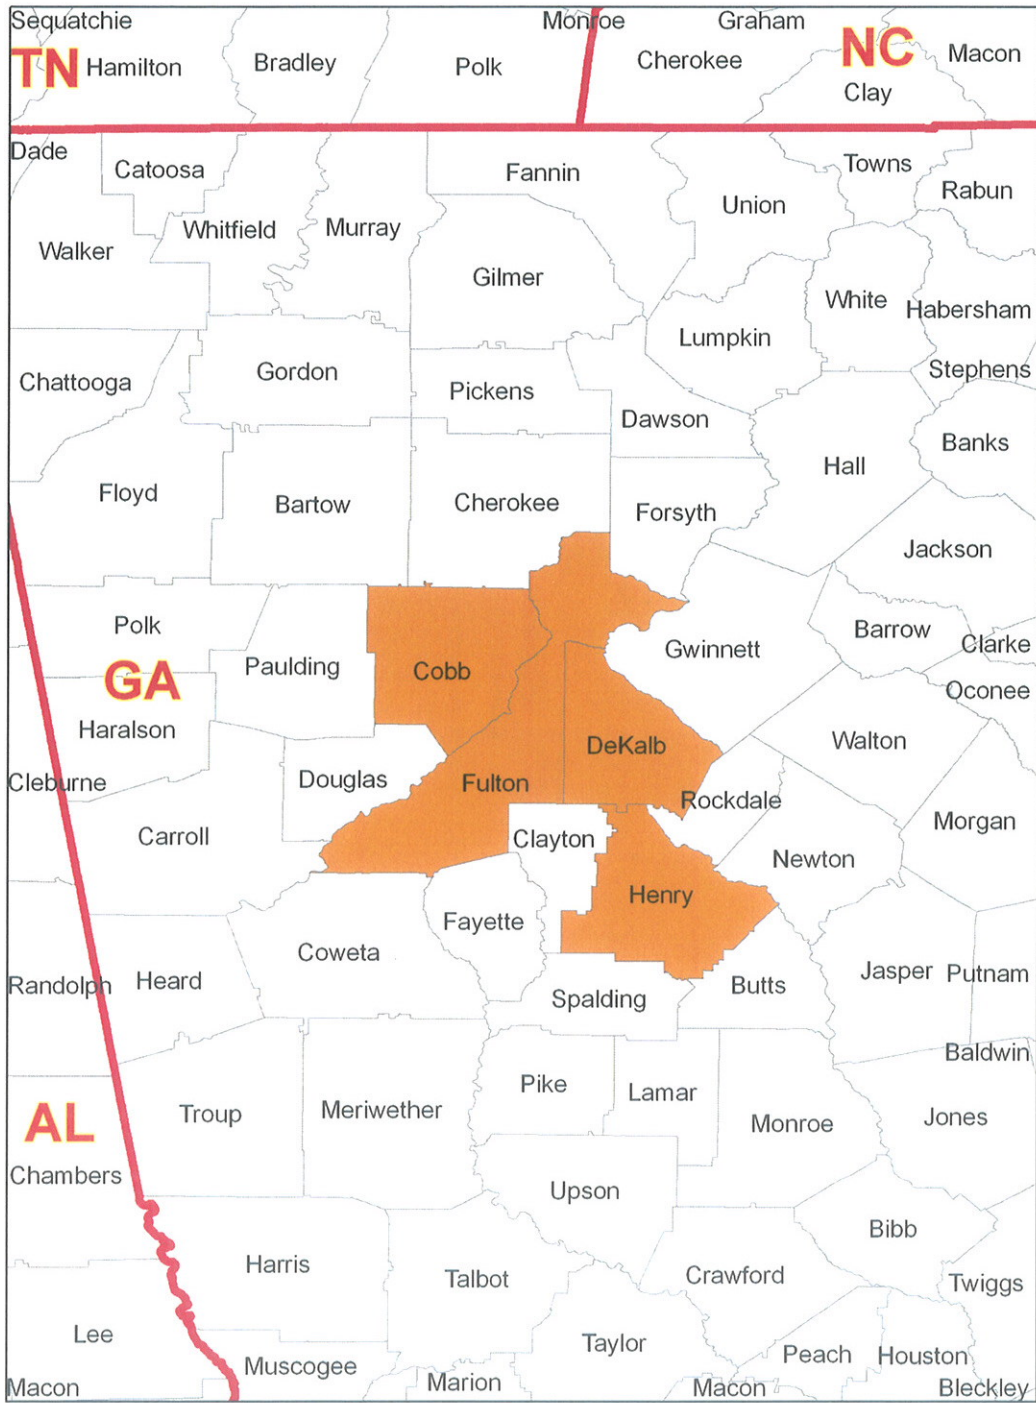 Sequatchie
Monroe
Graham
TN
Hamilton
Bradley
Polk
Cherokee
NC
Macon
Clay
Dade
Catoosa
Fannin
Towns
Rabun
Union
Walker
Whitfield
Murray
Gilmer
White
Habersham
Lumpkin
Chattooga
Gordon
Pickens
Stephens
Dawson
Banks
Hall
Floyd
Bartow
Cherokee
Forsyth
Jackson
Polk
Paulding
Cobb
Gwinnett
Barrow
Clarke
GA
Oconee
Haralson
Cleburne
Douglas
Fulton
DeKalb
Walton
Rockdale
Carroll
Clayton
Newton
Morgan
Henry
Fayette
Coweta
Randolph
Heard
Spalding
Butts
Jasper
Putnam
Baldwin
Troup
Meriwether
Pike
Lamar
Monroe
Jones
AL
Chambers
Upson
Bibb
Harris
Talbot
Crawford
Twiggs
Lee
Taylor
Peach
Houston
Muscogee
Macon
Marion
Macon
Bleckley